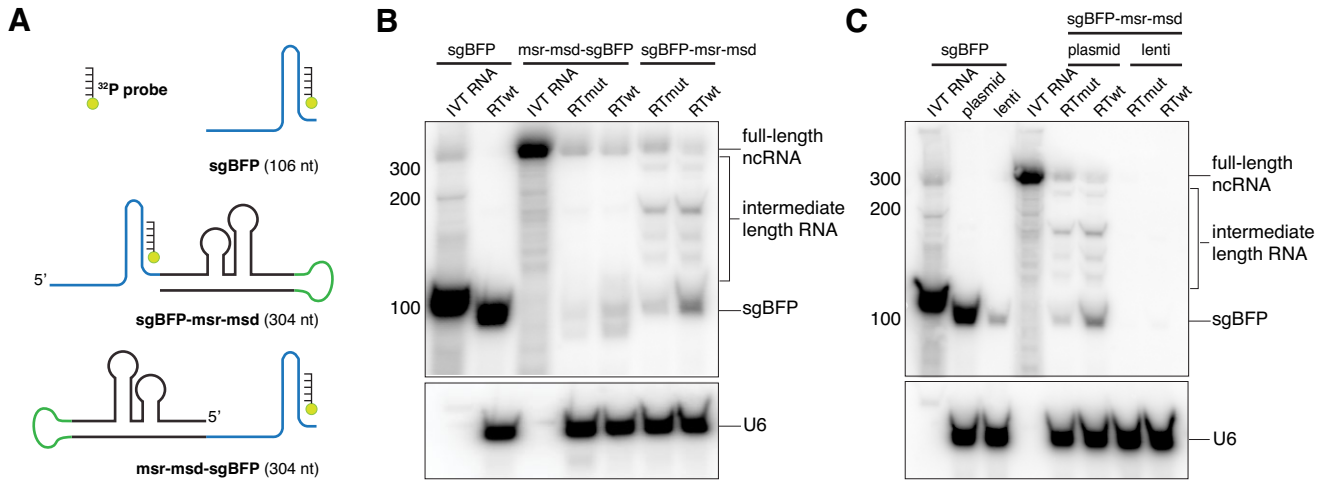 A
³²P probe
sgBFP (106 nt)
5’
sgBFP-msr-msd (304 nt)
5’
msr-msd-sgBFP (304 nt)
B
sgBFP
msr-msd-sgBFP
sgBFP-msr-msd
IVT RNA
RTwt
IVT RNA
RTmut
RTwt
RTmut
RTwt
300
200
100
full-length
ncRNA
intermediate
length RNA
sgBFP
U6
C
sgBFP-msr-msd
sgBFP
plasmid
lenti
IVT RNA
plasmid
lenti
IVT RNA
RTmut
RTwt
RTmut
RTwt
300
200
100
full-length
ncRNA
intermediate
length RNA
sgBFP
U6